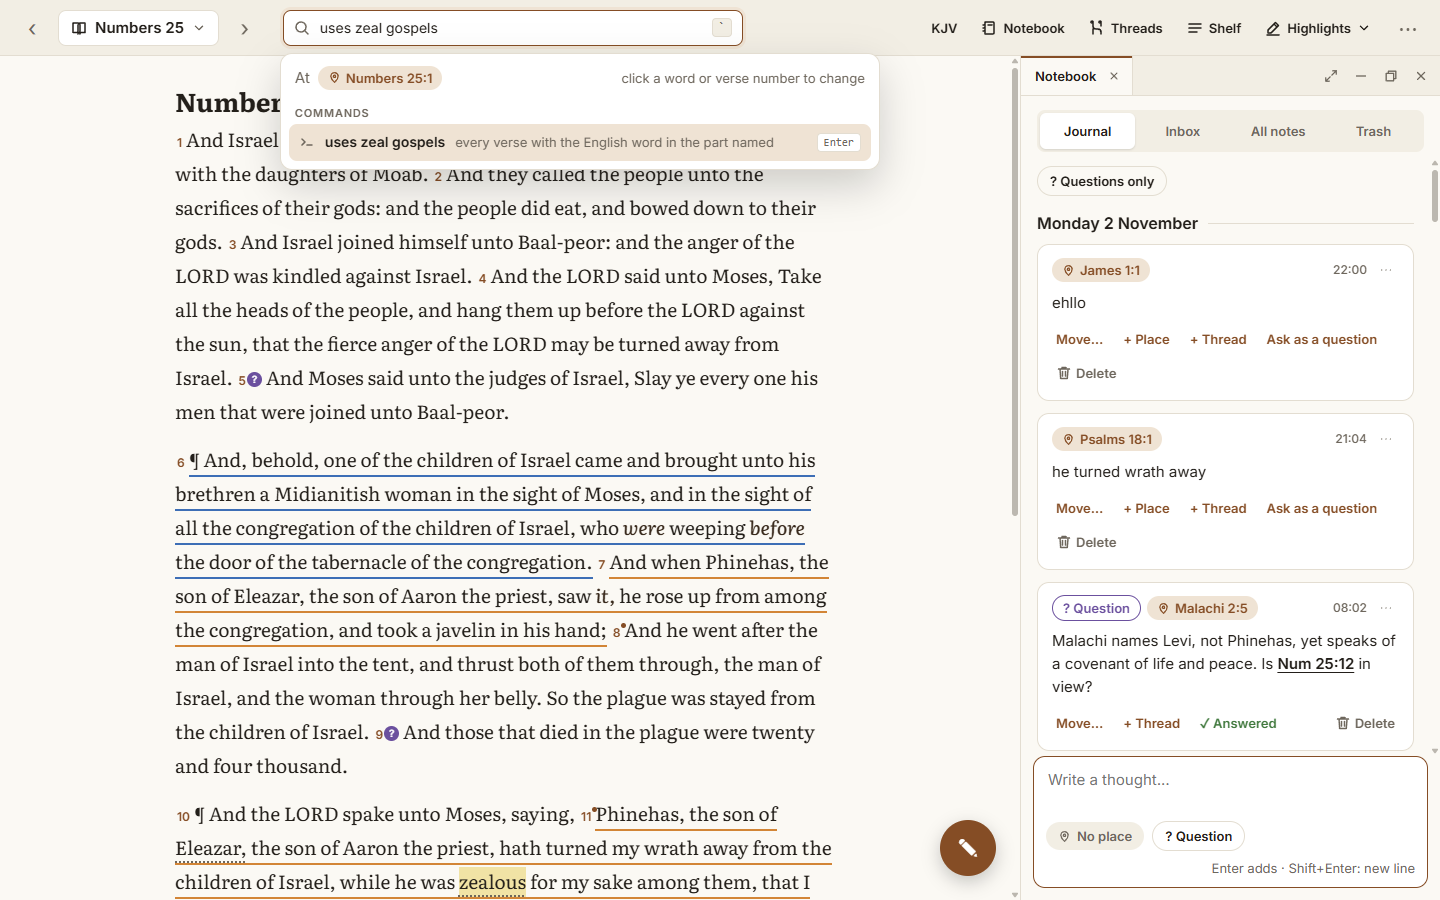 Numbers 25
uses zeal gospels
`
KJV
Notebook
Threads
Shelf
Highlights
At Numbers 25:1 click a word or verse number to change
COMMANDS
uses zeal gospels every verse with the English word in the part named Enter
Number
1 And Israel
with the daughters of Moab. 2 And they called the people unto the
sacrifices of their gods: and the people did eat, and bowed down to their
gods. 3 And Israel joined himself unto Baal-peor: and the anger of the
LORD was kindled against Israel. 4 And the LORD said unto Moses, Take
all the heads of the people, and hang them up before the LORD against
the sun, that the fierce anger of the LORD may be turned away from
Israel. 5 ? And Moses said unto the judges of Israel, Slay ye every one his
men that were joined unto Baal-peor.
6 ¶ And, behold, one of the children of Israel came and brought unto his
brethren a Midianitish woman in the sight of Moses, and in the sight of
all the congregation of the children of Israel, who were weeping before
the door of the tabernacle of the congregation. 7 And when Phinehas, the
son of Eleazar, the son of Aaron the priest, saw it, he rose up from among
the congregation, and took a javelin in his hand; 8 And he went after the
man of Israel into the tent, and thrust both of them through, the man of
Israel, and the woman through her belly. So the plague was stayed from
the children of Israel. 9 ? And those that died in the plague were twenty
and four thousand.
10 ¶ And the LORD spake unto Moses, saying, 11 Phinehas, the son of
Eleazar, the son of Aaron the priest, hath turned my wrath away from the
children of Israel, while he was zealous for my sake among them, that I
Notebook
Journal
Inbox
All notes
Trash
? Questions only
Monday 2 November
James 1:1 22:00
ehllo
Move... + Place + Thread Ask as a question
Delete
Psalms 18:1 21:04
he turned wrath away
Move... + Place + Thread Ask as a question
Delete
? Question Malachi 2:5 08:02
Malachi names Levi, not Phinehas, yet speaks of
a covenant of life and peace. Is Num 25:12 in
view?
Move... + Thread ✓ Answered Delete
Write a thought...
No place ? Question
Enter adds · Shift+Enter: new line